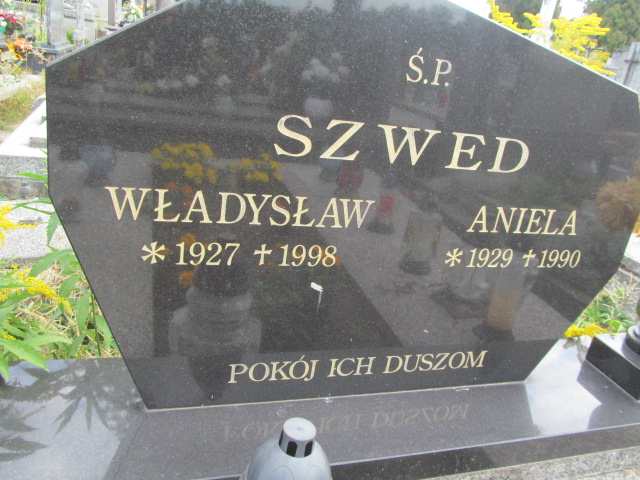 Ś.P.
SZWED
WŁADYSŁAW ANIELA
* 1927 † 1998 * 1929 † 1990
POKÓJ ICH DUSZOM